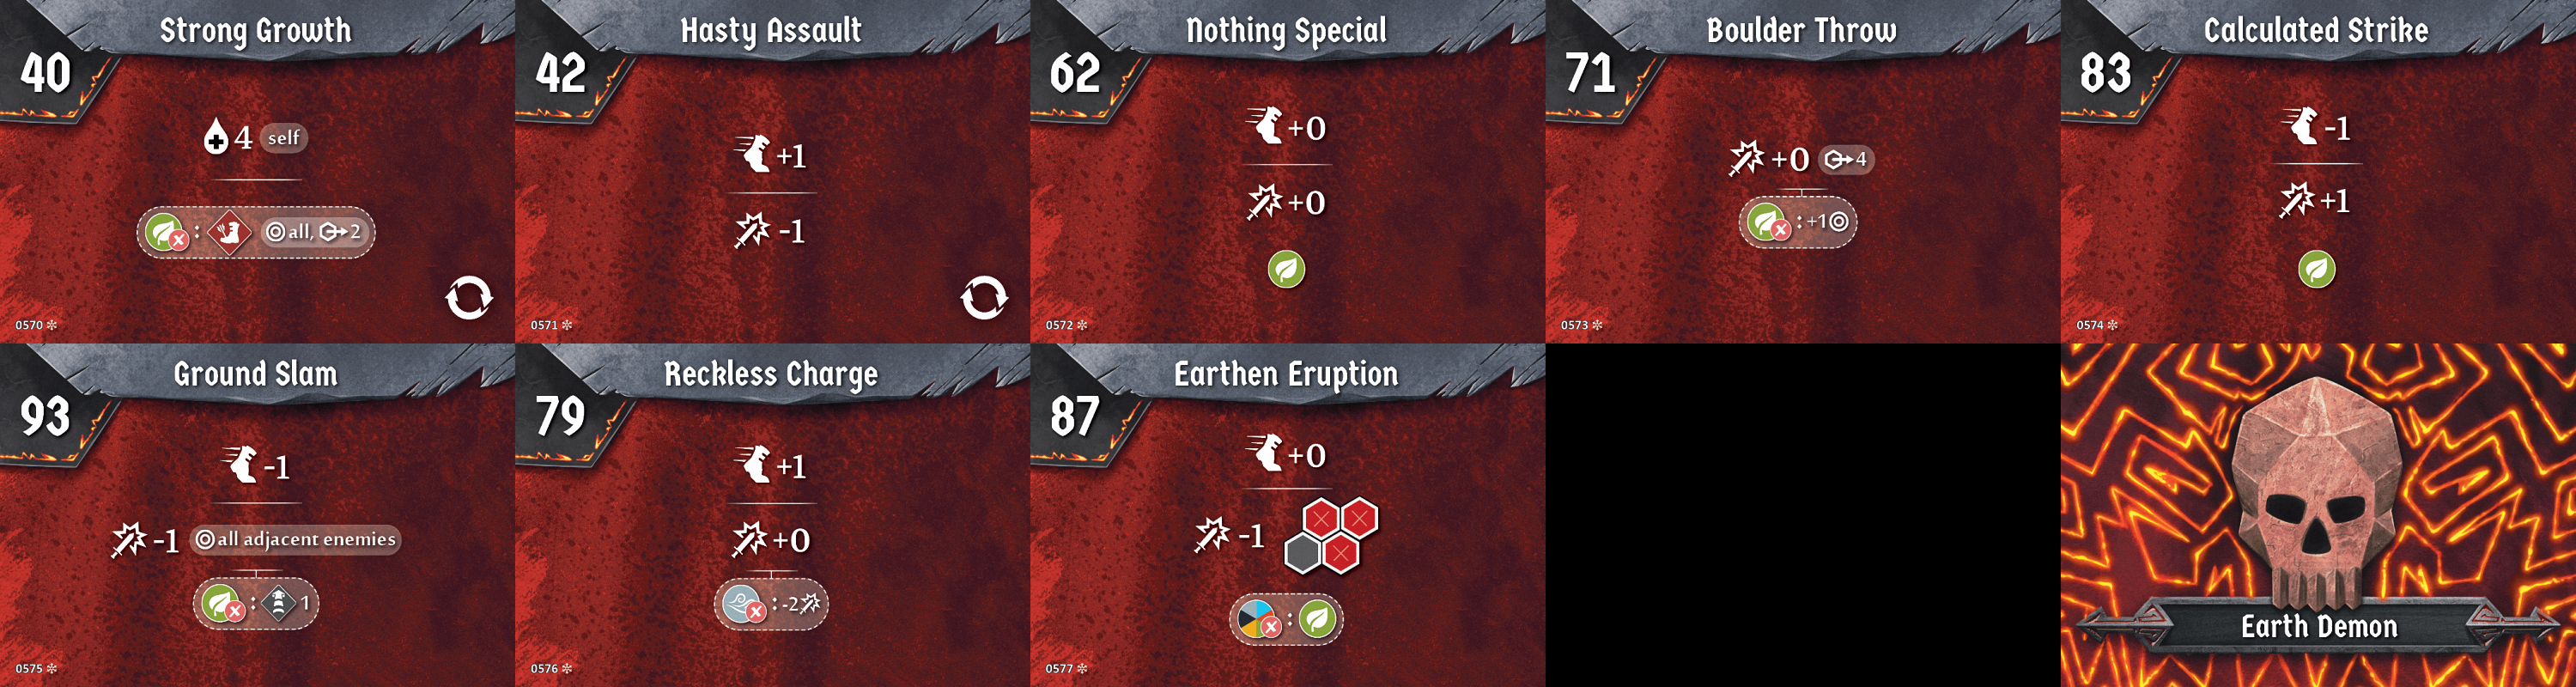 Strong Growth
40
4 self
: all, 2
0570
Hasty Assault
42
+1
-1
0571
Nothing Special
62
+0
+0
0572
Boulder Throw
71
+0 4
: +1
0573
Calculated Strike
83
-1
+1
0574
Ground Slam
93
-1
-1 all adjacent enemies
: 1
0575
Reckless Charge
79
+1
+0
: -2
0576
Earthen Eruption
87
+0
-1
:
0577
Earth Demon